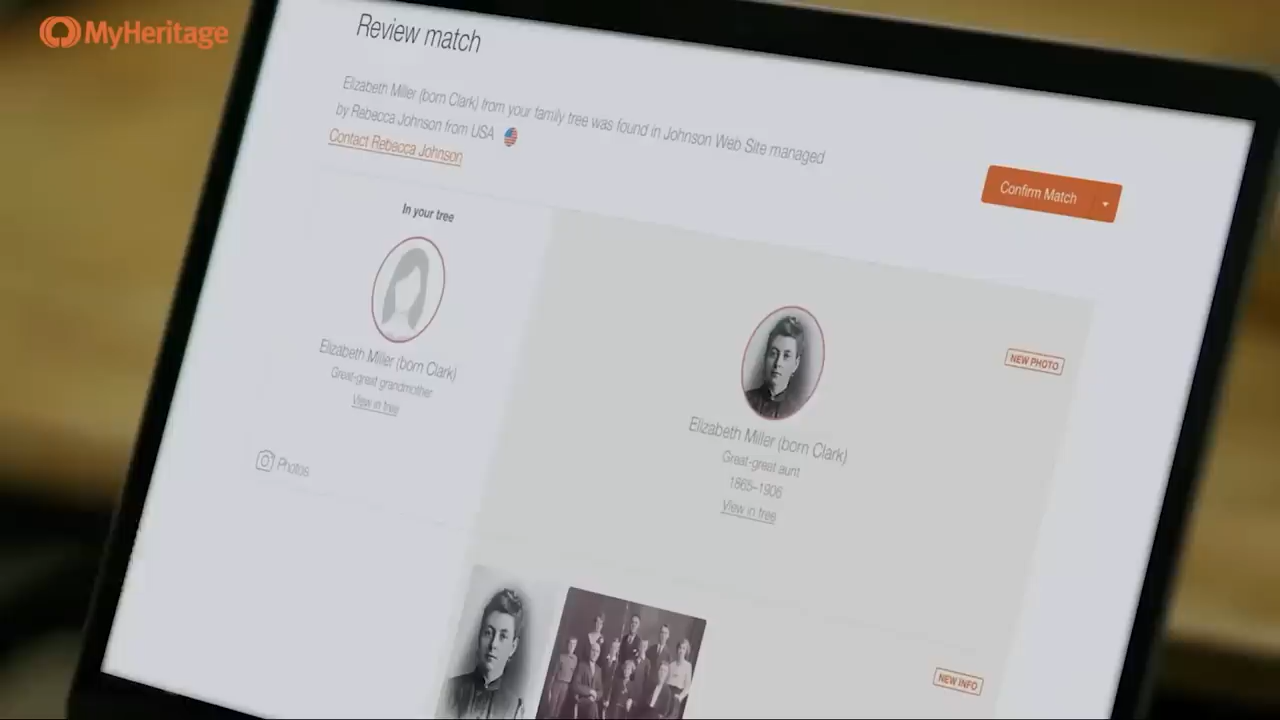 MyHeritage
Review match
Elizabeth Miller (born Clark) from your family tree was found in Johnson Web Site managed
by Rebecca Johnson from USA
Contact Rebecca Johnson
Confirm Match
In your tree
Elizabeth Miller (born Clark)
Great-great grandmother
View in tree
NEW PHOTO
Elizabeth Miller (born Clark)
Great-great aunt
1865–1906
View in tree
Photos
NEW INFO